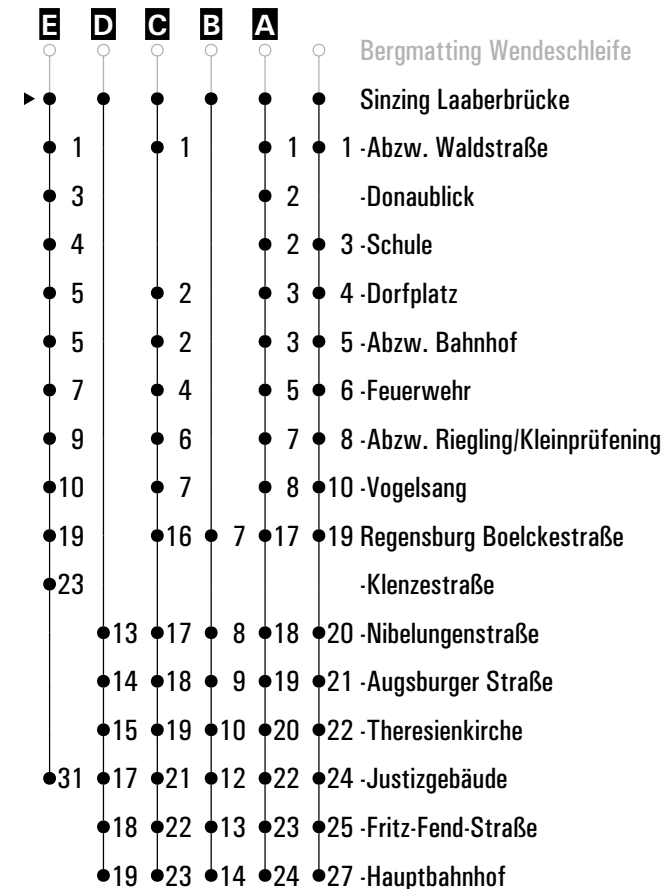 E D C B A
Bergmatting Wendeschleife
Sinzing Laaberbrücke
1 1 1 1 -Abzw. Waldstraße
3 2 -Donaublick
4 2 3 -Schule
5 2 3 4 -Dorfplatz
5 2 3 5 -Abzw. Bahnhof
7 4 5 6 -Feuerwehr
9 6 7 8 -Abzw. Riegling/Kleinprüfening
10 7 8 10 -Vogelsang
19 16 7 17 19 Regensburg Boelckestraße
23 -Klenzestraße
13 17 8 18 20 -Nibelungenstraße
14 18 9 19 21 -Augsburger Straße
15 19 10 20 22 -Theresienkirche
31 17 21 12 22 24 -Justizgebäude
18 22 13 23 25 -Fritz-Fend-Straße
19 23 14 24 27 -Hauptbahnhof